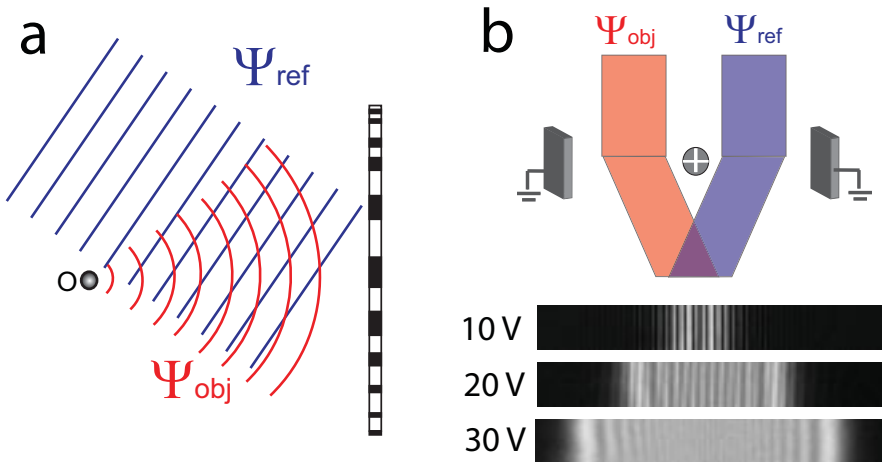 a
Ψref
O
Ψobj
b
Ψobj Ψref
+
10 V
20 V
30 V